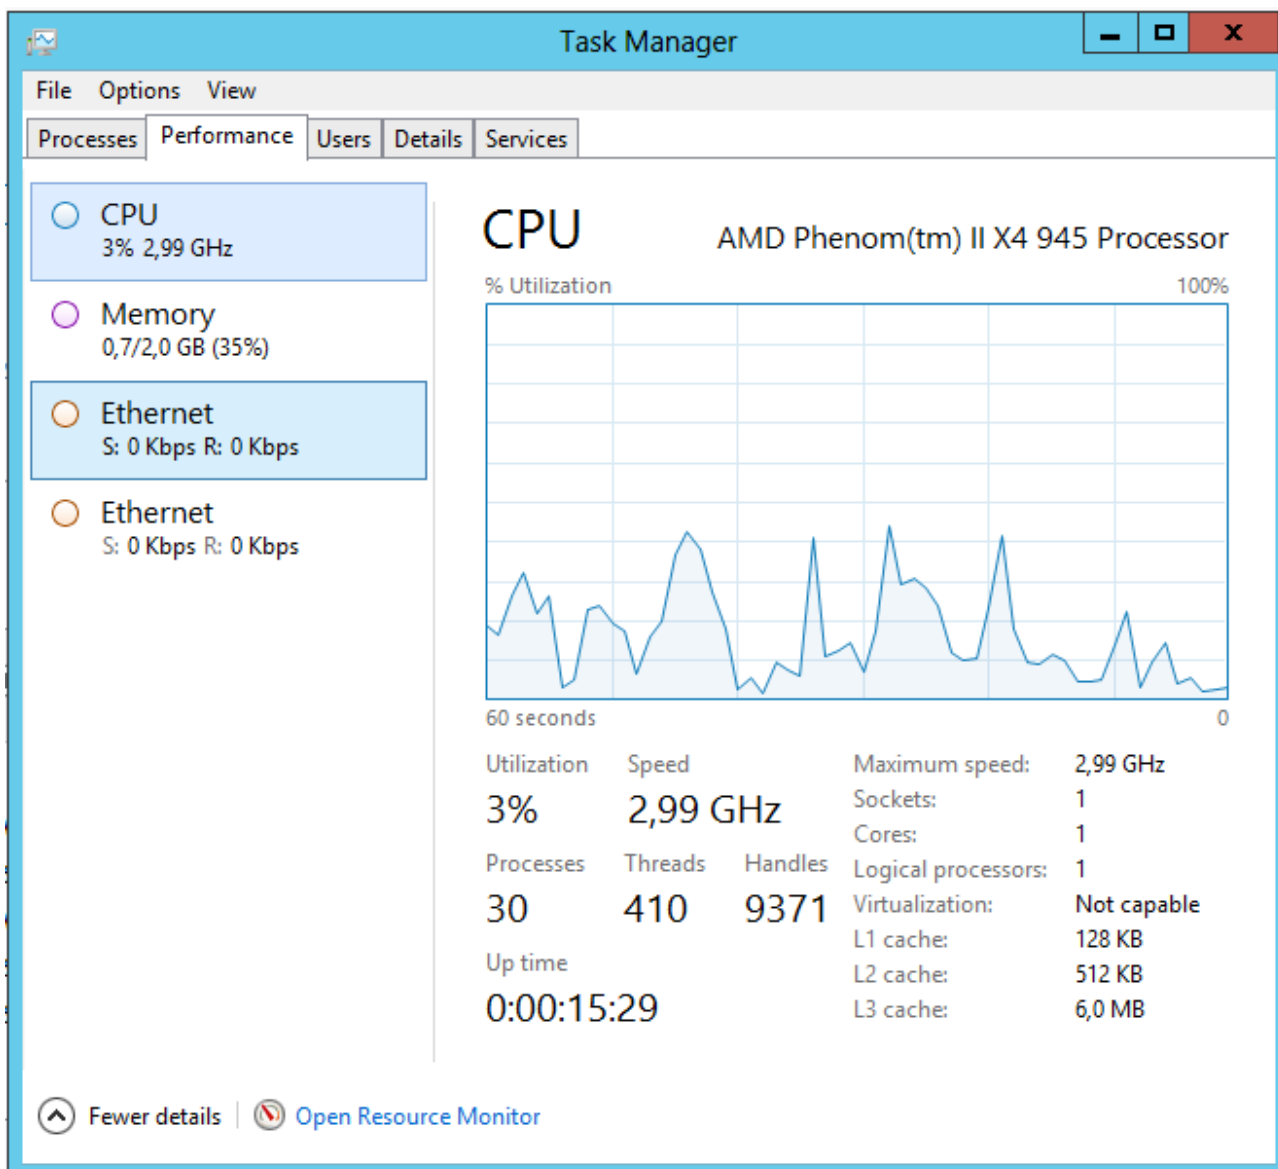 Task Manager
File Options View
Processes Performance Users Details Services
CPU
3% 2,99 GHz
Memory
0,7/2,0 GB (35%)
Ethernet
S: 0 Kbps R: 0 Kbps
Ethernet
S: 0 Kbps R: 0 Kbps
CPU AMD Phenom(tm) II X4 945 Processor
% Utilization 100%
60 seconds 0
Utilization Speed
3% 2,99 GHz
Processes Threads Handles
30 410 9371
Up time
0:00:15:29
Maximum speed: 2,99 GHz
Sockets: 1
Cores: 1
Logical processors: 1
Virtualization: Not capable
L1 cache: 128 KB
L2 cache: 512 KB
L3 cache: 6,0 MB
Fewer details Open Resource Monitor